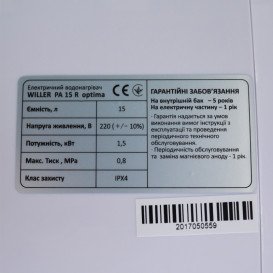 Електричний водонагрівач
WILLER PA 15 R optima
CE
Ємність, л 15
Напруга живлення, В 220 (+/- 10%)
Потужність, кВт 1,5
Макс. Тиск, МРа 0,8
Клас захисту IPX4
ГАРАНТІЙНІ ЗАБОВ'ЯЗАННЯ
На внутрішній бак - 5 років
На електричну частину - 1 рік
- Гарантія надається за умов
виконання вимог інструкції з
експлуатації та проведення
періодичного технічного
обслуговування.
- Періодичність обслуговування
та заміна магнієвого аноду - 1 рік.
2017050559